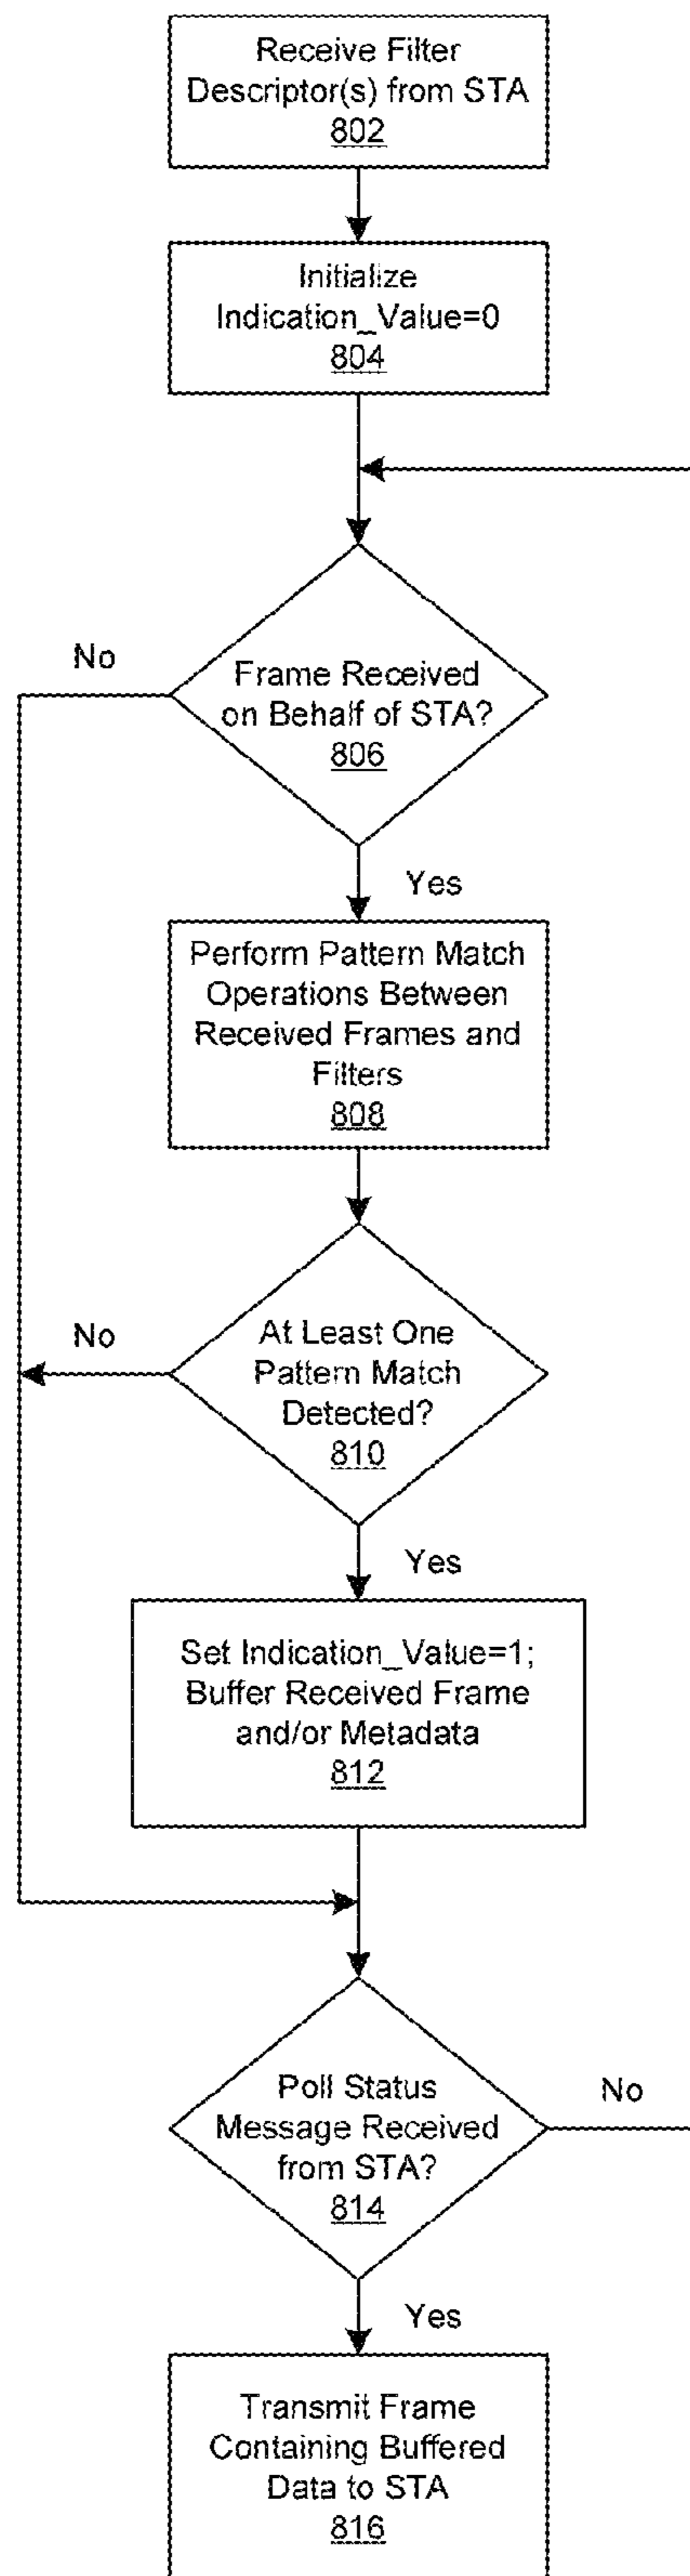 Receive Filter
Descriptor(s) from STA
802
Initialize
Indication_Value=0
804
No
Frame Received
on Behalf of STA?
806
Yes
Perform Pattern Match
Operations Between
Received Frames and
Filters
808
No
At Least One
Pattern Match
Detected?
810
Yes
Set Indication_Value=1;
Buffer Received Frame
and/or Metadata
812
Poll Status
Message Received
from STA?
814
No
Yes
Transmit Frame
Containing Buffered
Data to STA
816